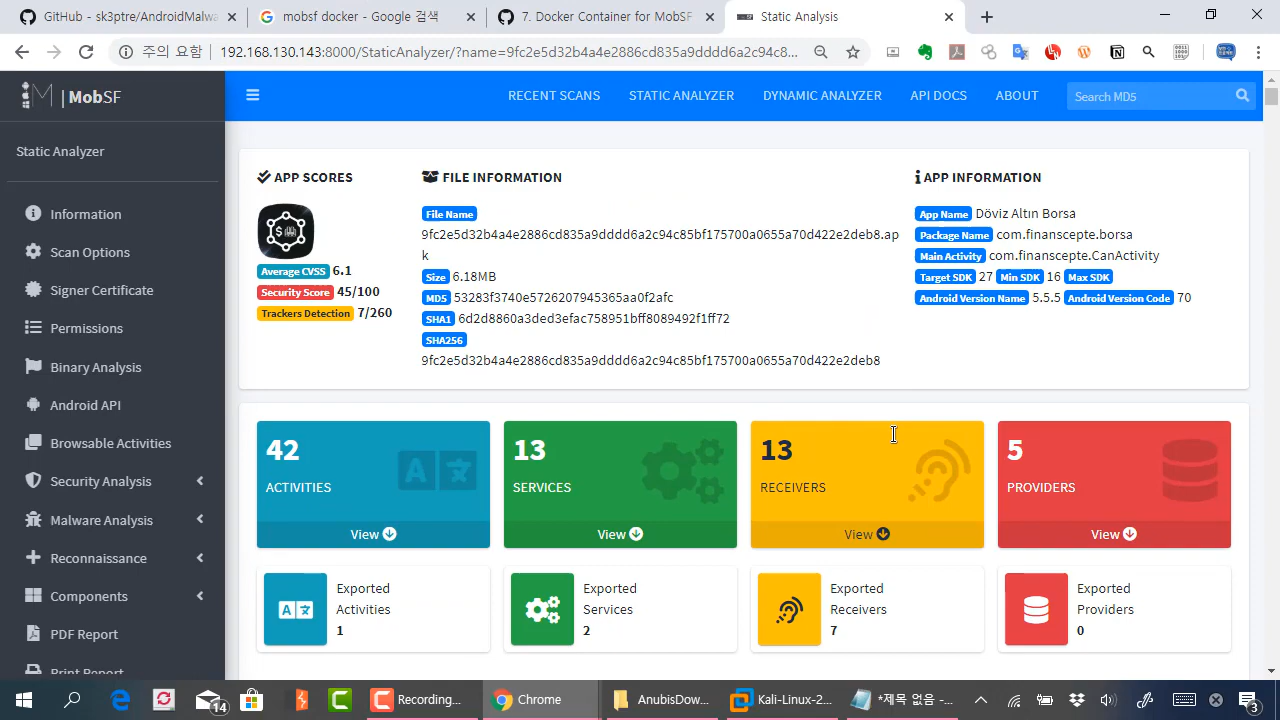 GitHub - sk3ptre/AndroidMalwa
mobsf docker - Google 검색
7. Docker Container for MobSF
Static Analysis
주의 요함
192.168.130.143:8000/StaticAnalyzer/?name=9fc2e5d32b4a4e2886cd835a9dddd6a2c94c8...
| MobSF
RECENT SCANS
STATIC ANALYZER
DYNAMIC ANALYZER
API DOCS
ABOUT
Search MD5
Static Analyzer
Information
Scan Options
Signer Certificate
Permissions
Binary Analysis
Android API
Browsable Activities
Security Analysis
Malware Analysis
Reconnaissance
Components
PDF Report
Print Report
APP SCORES
Average CVSS 6.1
Security Score 45/100
Trackers Detection 7/260
FILE INFORMATION
File Name
9fc2e5d32b4a4e2886cd835a9dddd6a2c94c85bf175700a0655a70d422e2deb8.ap
k
Size 6.18MB
MD5 53283f3740e5726207945365aa0f2afc
SHA1 6d2d8860a3ded3efac758951bff8089492f1ff72
SHA256
9fc2e5d32b4a4e2886cd835a9dddd6a2c94c85bf175700a0655a70d422e2deb8
APP INFORMATION
App Name Döviz Altın Borsa
Package Name com.finanscepte.borsa
Main Activity com.finanscepte.CanActivity
Target SDK 27 Min SDK 16 Max SDK
Android Version Name 5.5.5 Android Version Code 70
42
ACTIVITIES
View
13
SERVICES
View
13
RECEIVERS
View
5
PROVIDERS
View
Exported
Activities
1
Exported
Services
2
Exported
Receivers
7
Exported
Providers
0
14
Recording...
Chrome
AnubisDow...
Kali-Linux-2...
*제목 없음 -...
3